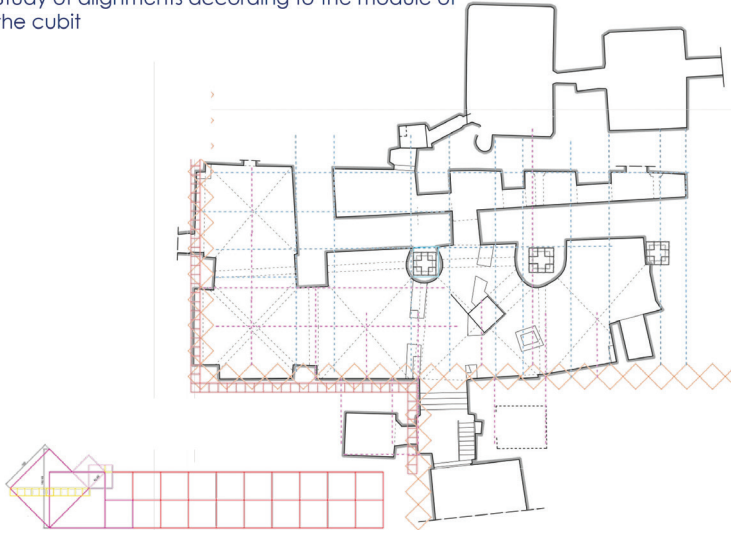 study of alignments according to the module of
the cubit